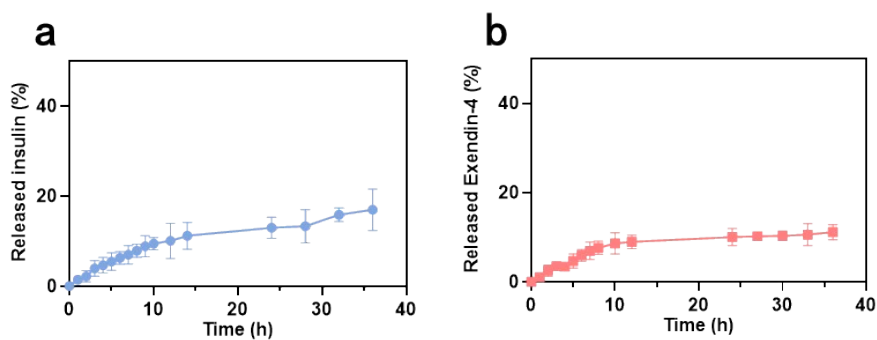 a
Released insulin (%)
40
20
0
0 10 20 30 40
Time (h)
b
Released Exendin-4 (%)
40
20
0
0 10 20 30 40
Time (h)